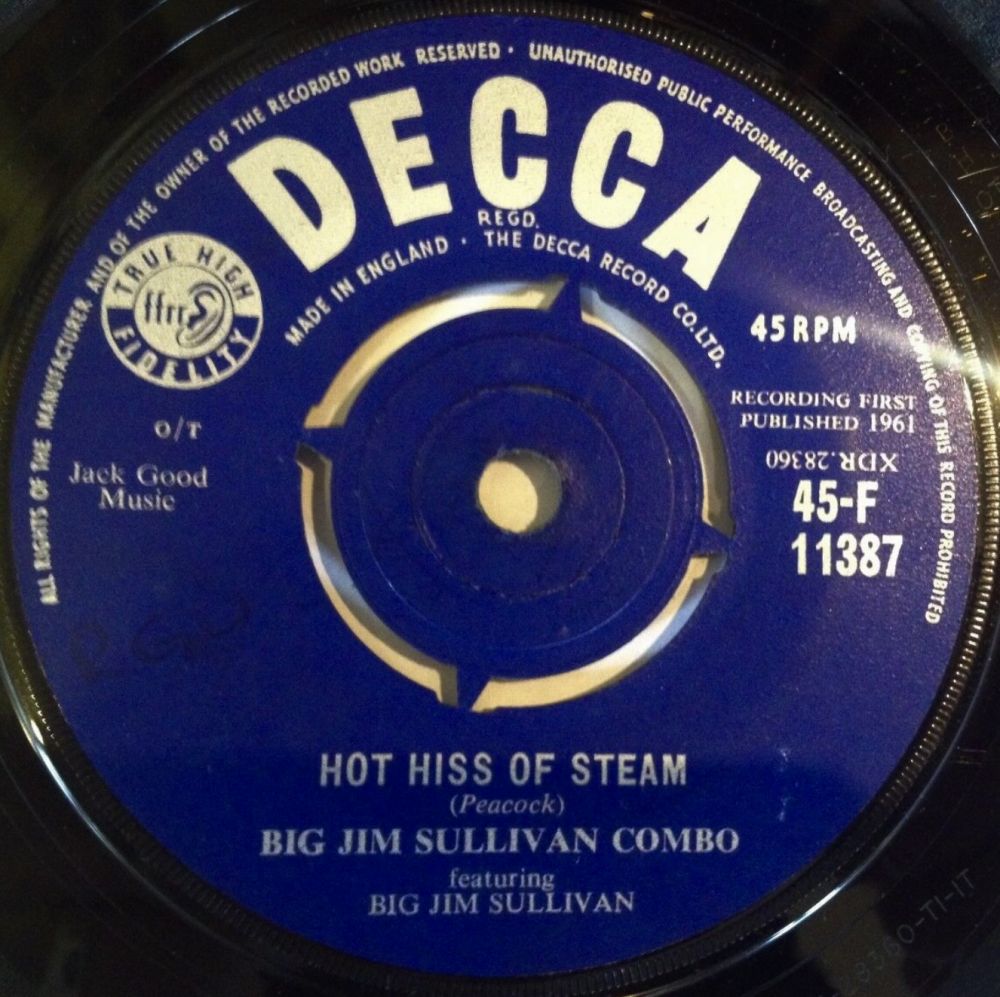 ALL RIGHTS OF THE MANUFACTURER AND OF THE OWNER OF THE RECORDED WORK RESERVED · UNAUTHORISED PUBLIC PERFORMANCE BROADCASTING AND COPYING OF THIS RECORD PROHIBITED
DECCA
REGD.
MADE IN ENGLAND · THE DECCA RECORD CO. LTD.
TRUE HIGH
ffrr
FIDELITY
45 RPM
RECORDING FIRST
PUBLISHED 1961
XDR.28360
45-F
11387
O/T
Jack Good
Music
HOT HISS OF STEAM
(Peacock)
BIG JIM SULLIVAN COMBO
featuring
BIG JIM SULLIVAN